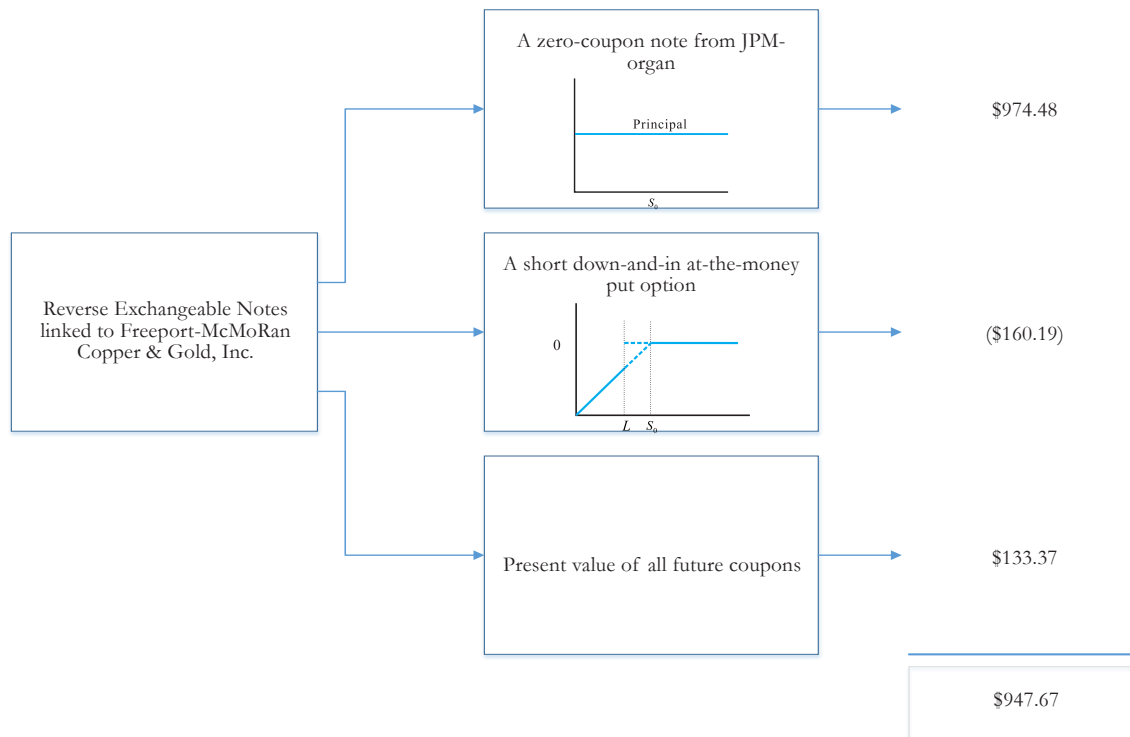 A zero-coupon note from JPM-
organ
Principal
S₀
$974.48
Reverse Exchangeable Notes
linked to Freeport-McMoRan
Copper & Gold, Inc.
A short down-and-in at-the-money
put option
0
L S₀
($160.19)
Present value of all future coupons
$133.37
$947.67